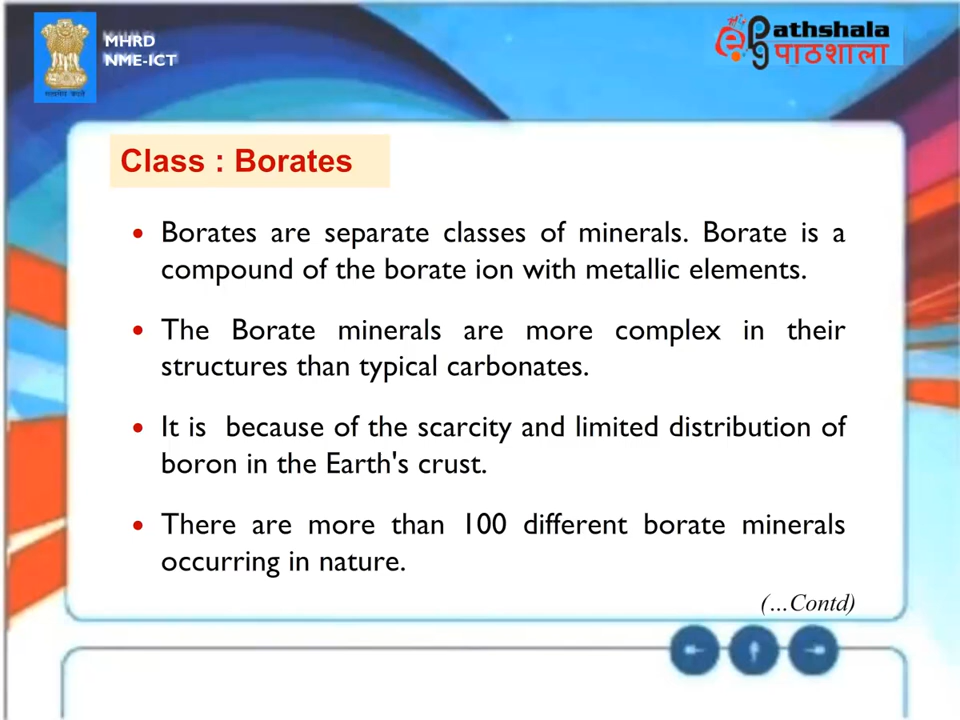 MHRD
NME-ICT
ePathshala
पाठशाला
Class : Borates
• Borates are separate classes of minerals. Borate is a
compound of the borate ion with metallic elements.
• The Borate minerals are more complex in their
structures than typical carbonates.
• It is because of the scarcity and limited distribution of
boron in the Earth's crust.
• There are more than 100 different borate minerals
occurring in nature.
(...Contd)